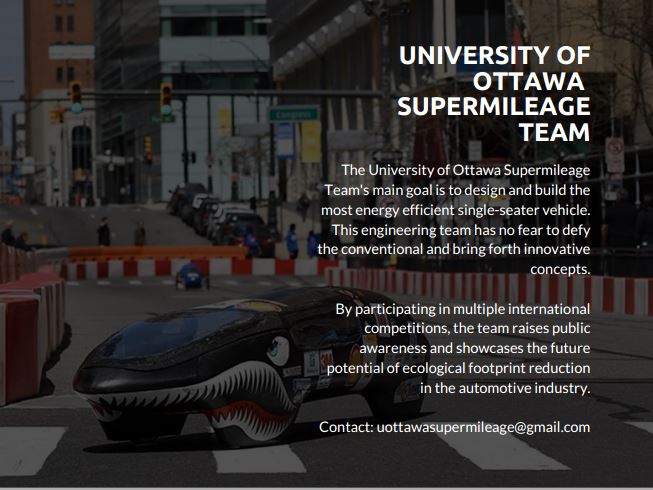 UNIVERSITY OF
OTTAWA
SUPERMILEAGE
TEAM
The University of Ottawa Supermileage
Team's main goal is to design and build the
most energy efficient single-seater vehicle.
This engineering team has no fear to defy
the conventional and bring forth innovative
concepts.
By participating in multiple international
competitions, the team raises public
awareness and showcases the future
potential of ecological footprint reduction
in the automotive industry.
Contact: uottawasupermileage@gmail.com
Congress
3M